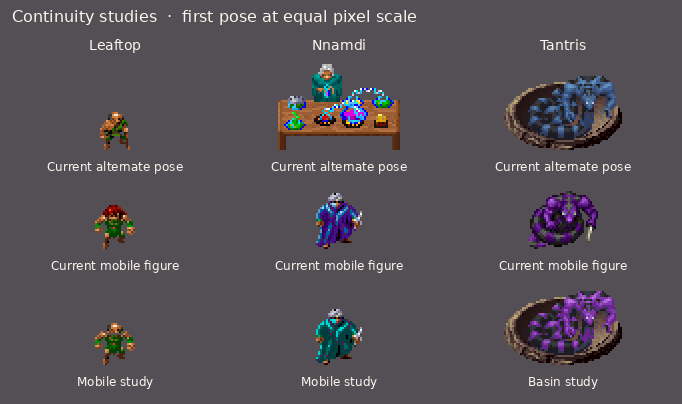 Continuity studies · first pose at equal pixel scale
Leaftop Nnamdi Tantris
Current alternate pose Current alternate pose Current alternate pose
Current mobile figure Current mobile figure Current mobile figure
Mobile study Mobile study Basin study